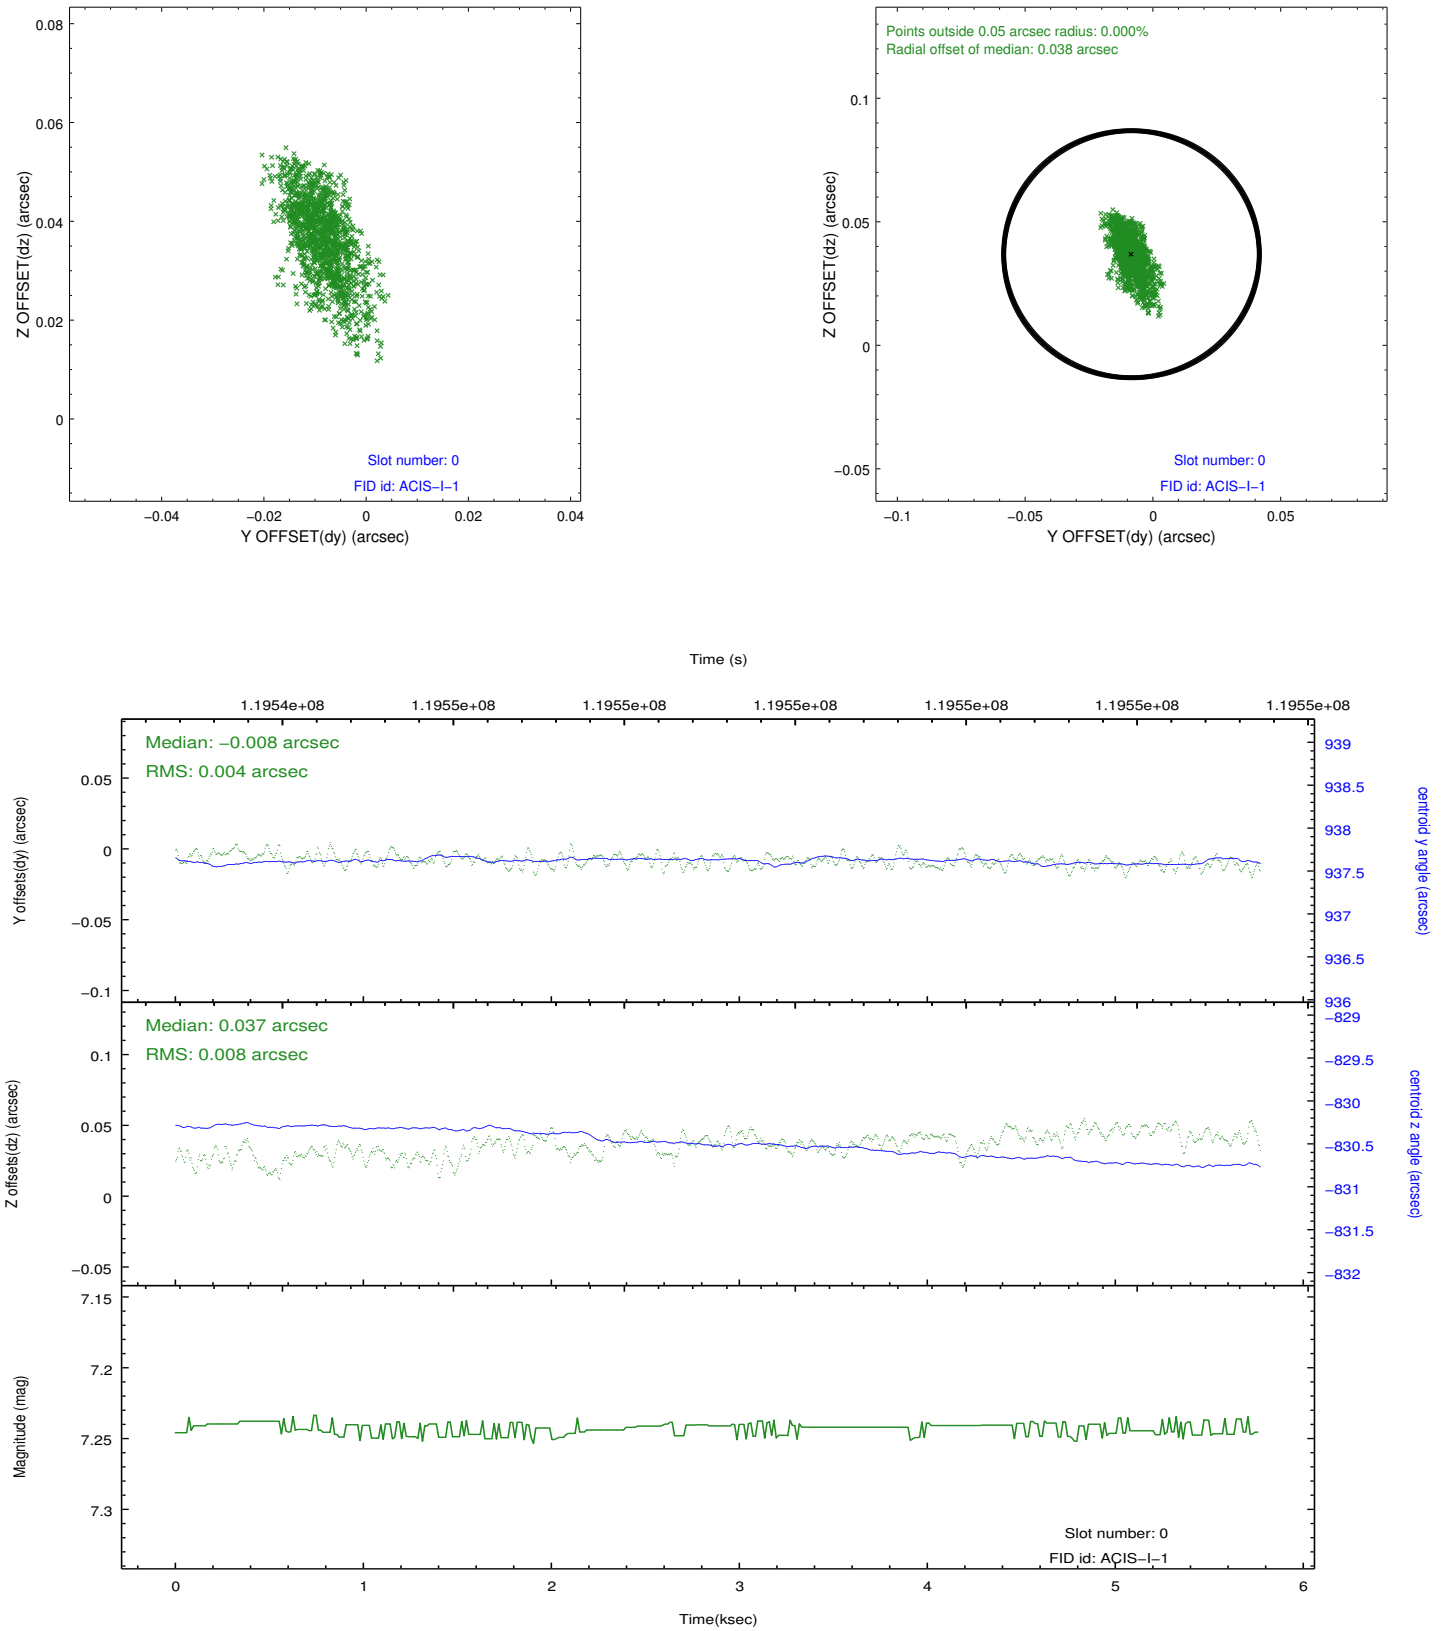 0.08
0.06
0.04
0.02
0
Z OFFSET(dz) (arcsec)
Slot number: 0
FID id: ACIS−I−1
−0.04
−0.02
0
0.02
0.04
Y OFFSET(dy) (arcsec)
Points outside 0.05 arcsec radius: 0.000%
Radial offset of median: 0.038 arcsec
0.1
0.05
0
−0.05
Z OFFSET(dz) (arcsec)
Slot number: 0
FID id: ACIS−I−1
−0.1
−0.05
0
0.05
Y OFFSET(dy) (arcsec)
Time (s)
1.1954e+08
1.1955e+08
1.1955e+08
1.1955e+08
1.1955e+08
1.1955e+08
1.1955e+08
Median: −0.008 arcsec
RMS: 0.004 arcsec
0.05
0
−0.05
−0.1
Y offsets(dy) (arcsec)
939
938.5
938
937.5
937
936.5
936
centroid y angle (arcsec)
Median: 0.037 arcsec
RMS: 0.008 arcsec
0.1
0.05
0
−0.05
Z offsets(dz) (arcsec)
−829
−829.5
−830
−830.5
−831
−831.5
−832
centroid z angle (arcsec)
7.15
7.2
7.25
7.3
Magnitude (mag)
Slot number: 0
FID id: ACIS−I−1
0
1
2
3
4
5
6
Time(ksec)